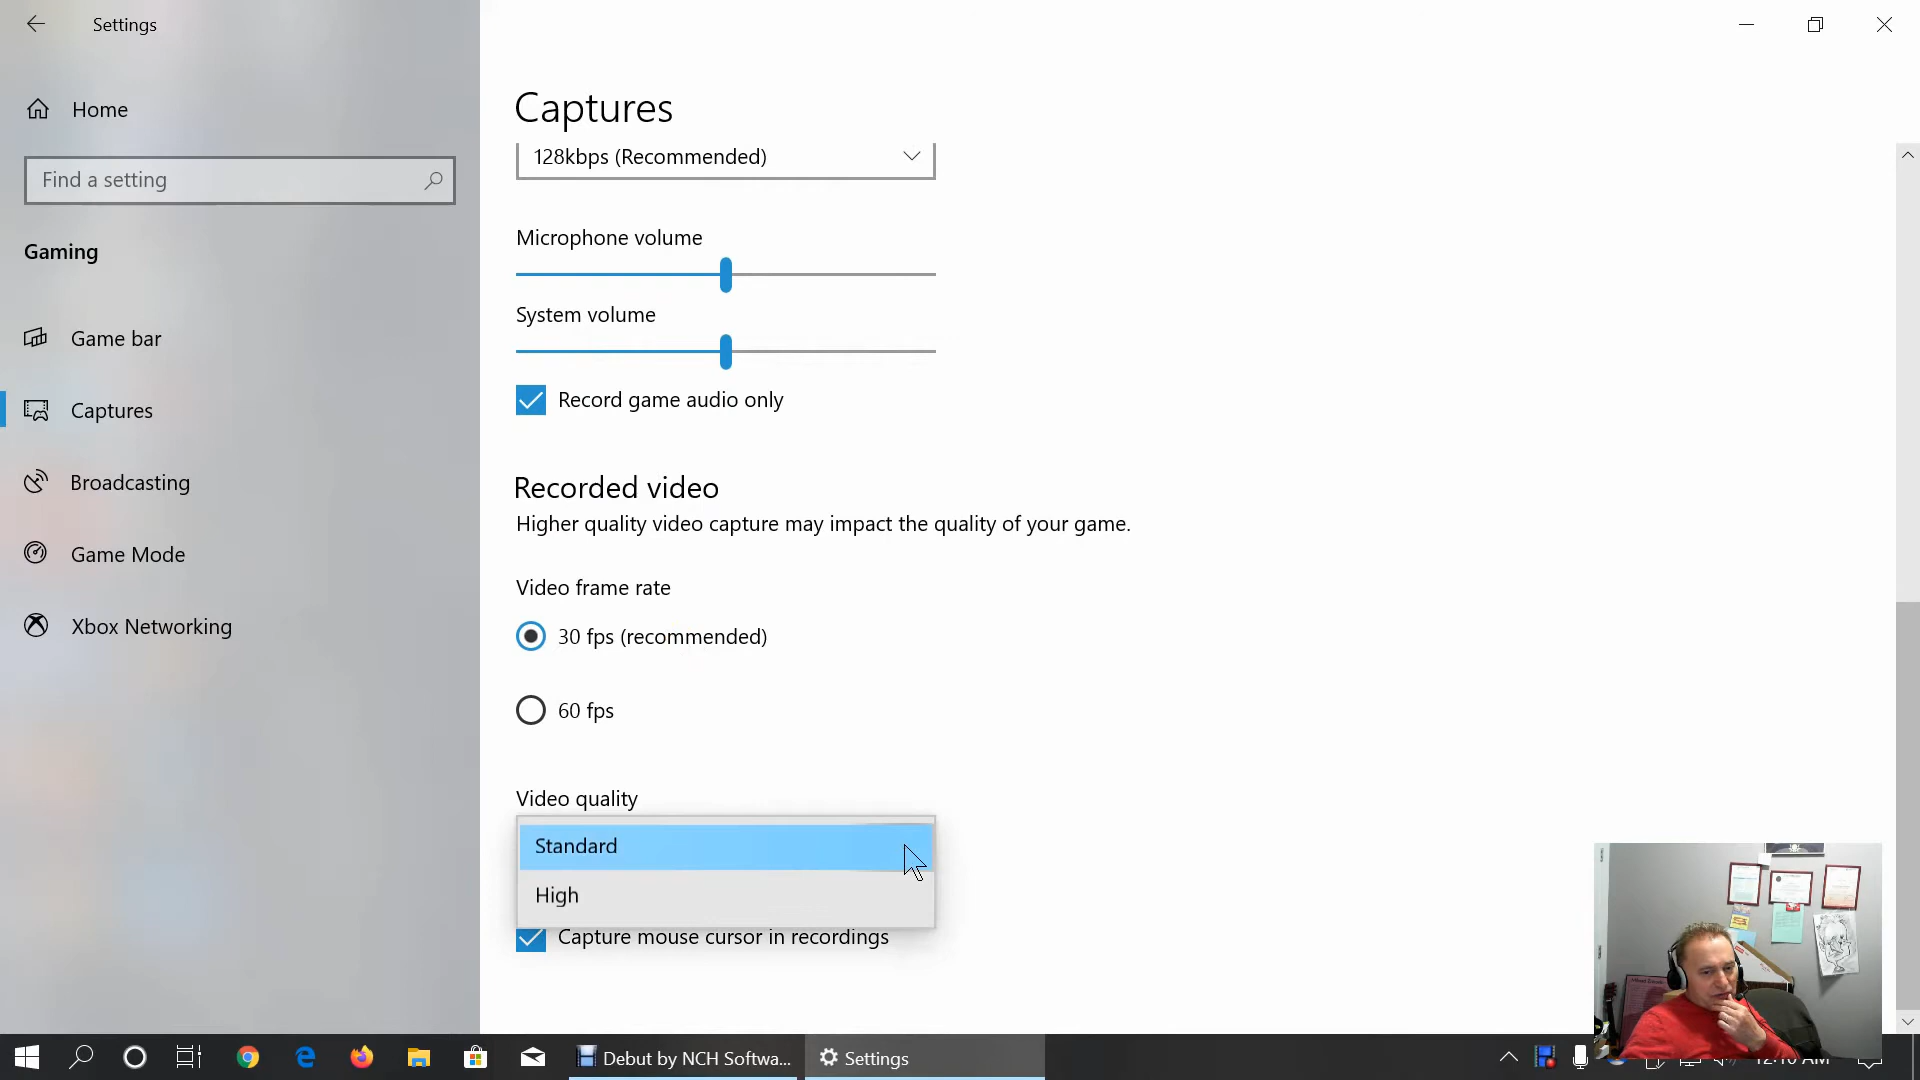 Settings
Home
Find a setting
Gaming
Game bar
Captures
Broadcasting
Game Mode
Xbox Networking
Captures
128kbps (Recommended)
Microphone volume
System volume
Record game audio only
Recorded video
Higher quality video capture may impact the quality of your game.
Video frame rate
30 fps (recommended)
60 fps
Video quality
Standard
High
Capture mouse cursor in recordings
Debut by NCH Softwa...
Settings